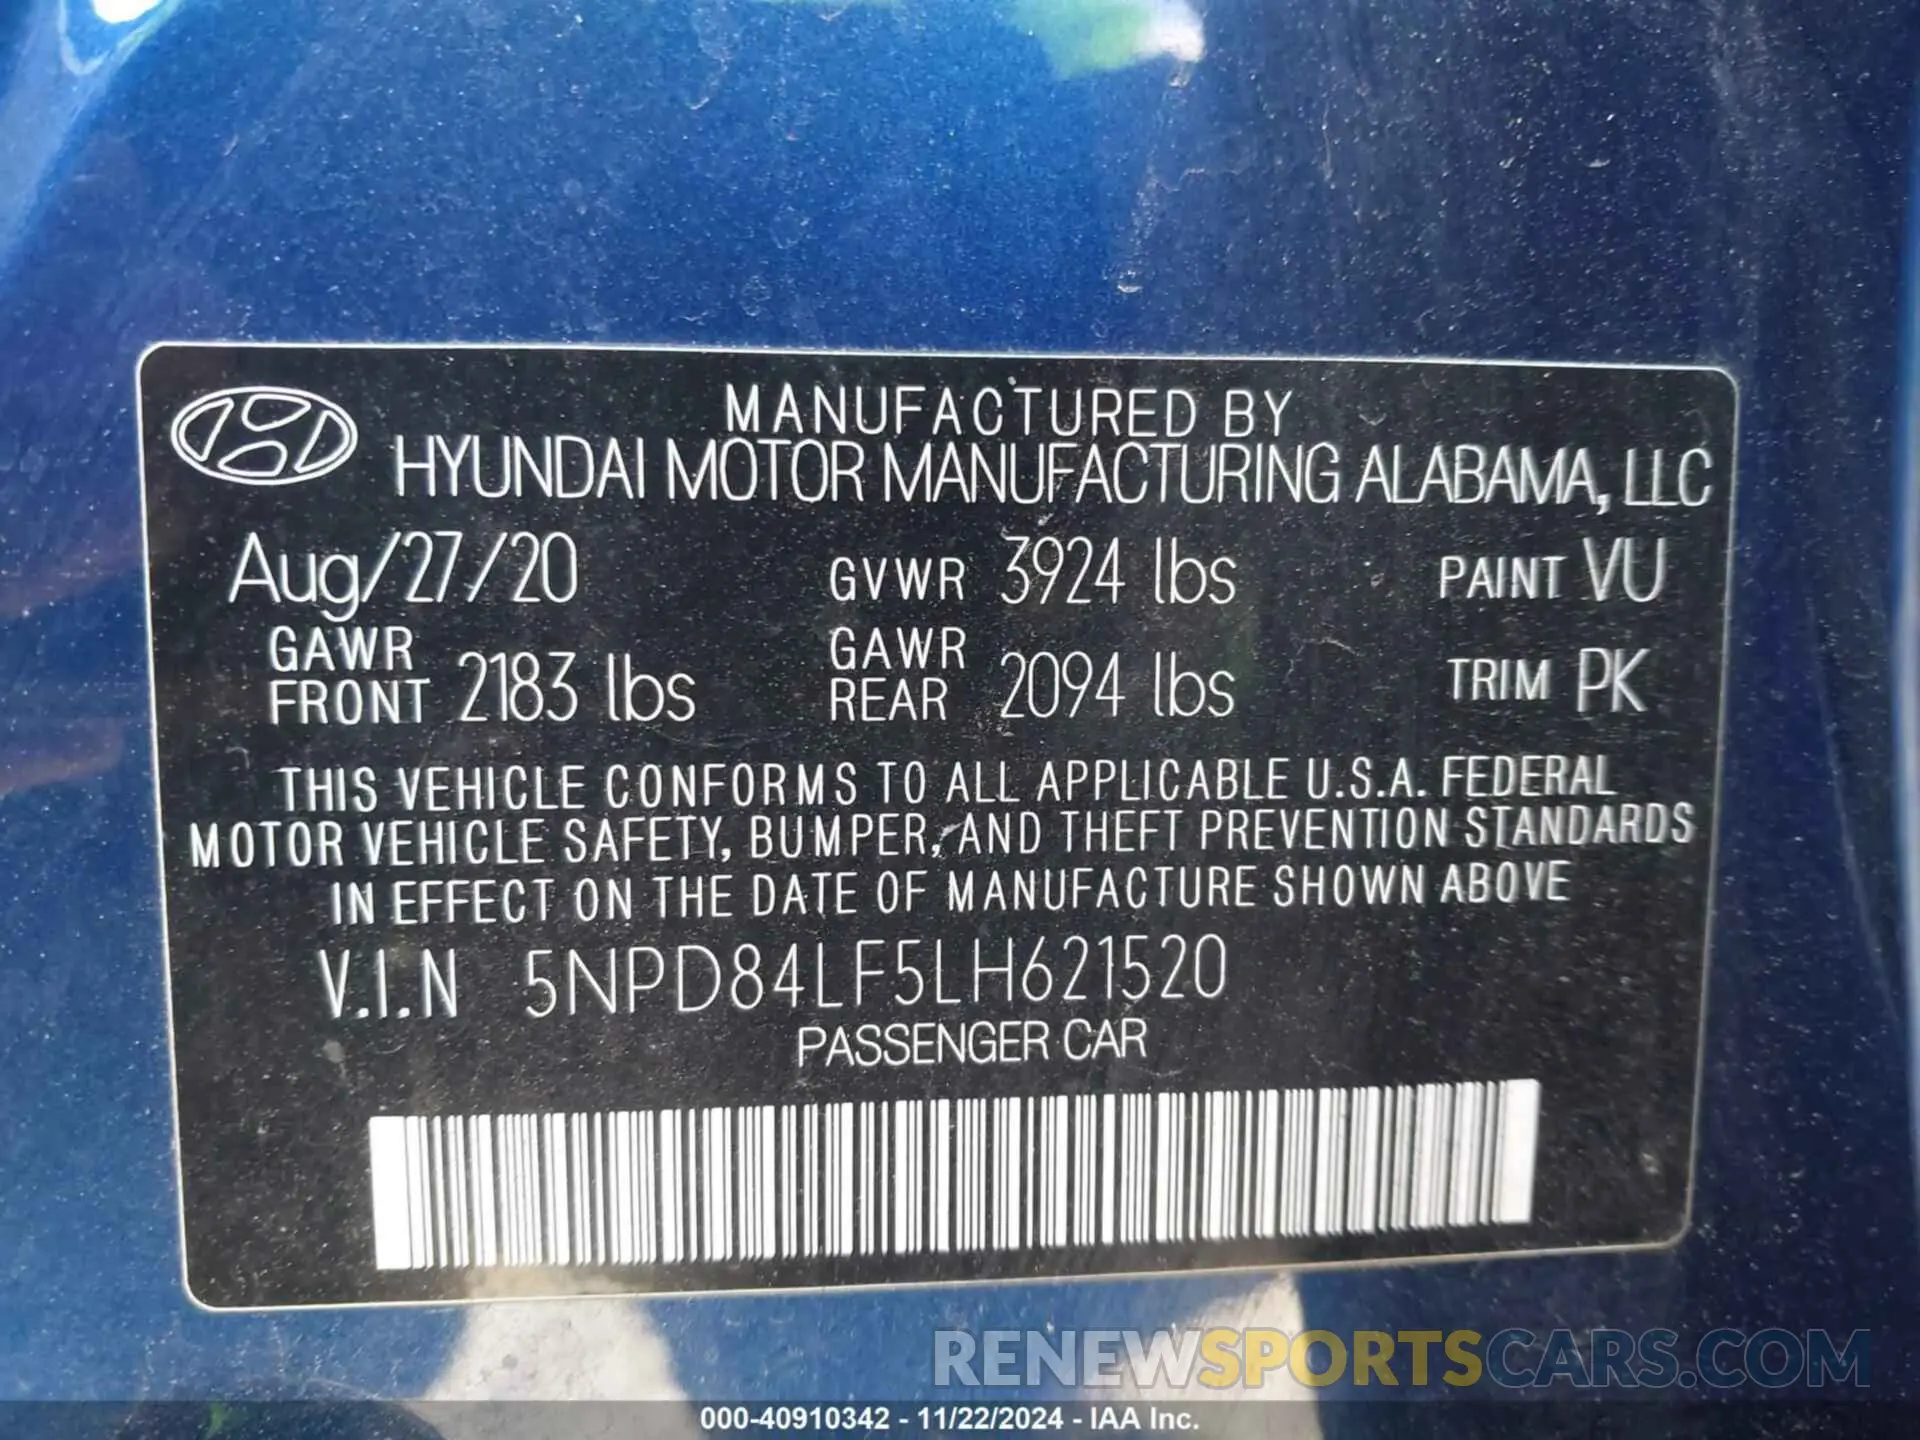 MANUFACTURED BY
HYUNDAI MOTOR MANUFACTURING ALABAMA, LLC
Aug/27/20 GVWR 3924 lbs PAINT VU
GAWR FRONT 2183 lbs GAWR REAR 2094 lbs TRIM PK
THIS VEHICLE CONFORMS TO ALL APPLICABLE U.S.A. FEDERAL
MOTOR VEHICLE SAFETY, BUMPER, AND THEFT PREVENTION STANDARDS
IN EFFECT ON THE DATE OF MANUFACTURE SHOWN ABOVE
V.I.N 5NPD84LF5LH621520
PASSENGER CAR
RENEWSPORTSCARS.COM
000-40910342 - 11/22/2024 - IAA Inc.